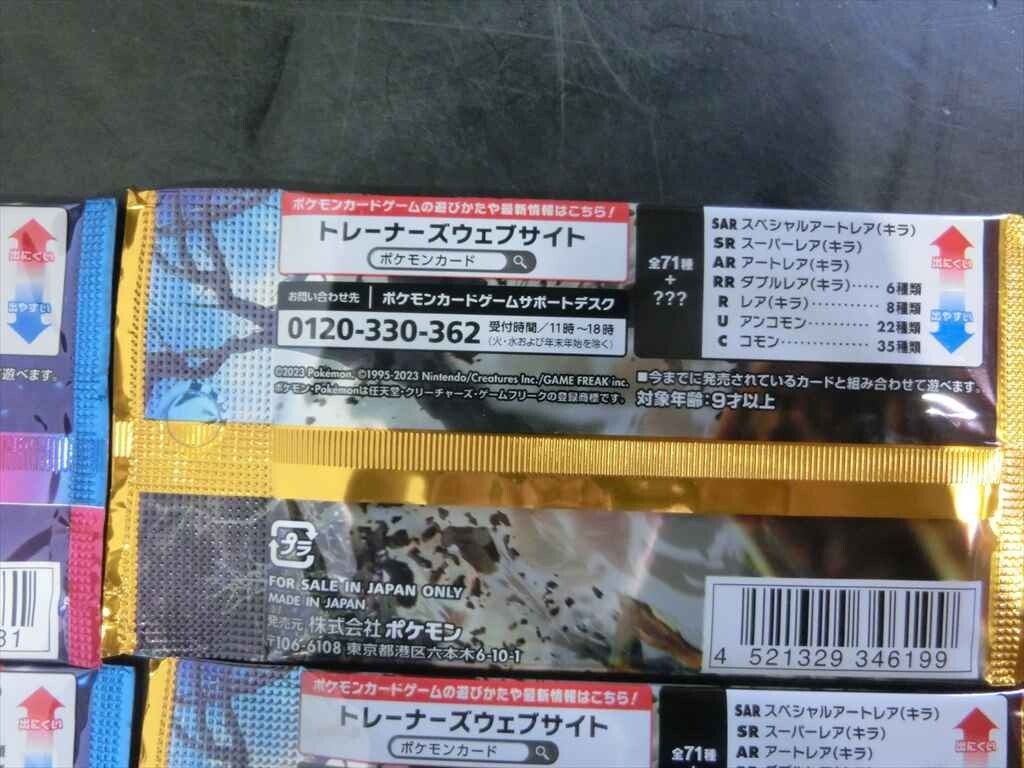 ポケモンカードゲームの遊びかたや最新情報はこちら!
トレーナーズウェブサイト
ポケモンカード
お問い合わせ先 ポケモンカードゲームサポートデスク
0120-330-362 受付時間/11時~18時
(火・水および年末年始を除く)
©2023 Pokémon. ©1995-2023 Nintendo/Creatures Inc./GAME FREAK inc.
ポケモン・Pokémonは任天堂・クリーチャーズ・ゲームフリークの登録商標です。
全71種
+
???
SAR スペシャルアートレア(キラ)
SR スーパーレア(キラ)
AR アートレア(キラ)
RR ダブルレア(キラ)····· 6種類
R レア(キラ)············ 8種類
U アンコモン··········· 22種類
C コモン··············· 35種類
出にくい
出やすい
■今までに発売されているカードと組み合わせて遊べます。
対象年齢:9才以上
プラ
FOR SALE IN JAPAN ONLY
MADE IN JAPAN
発売元 株式会社ポケモン
〒106-6108 東京都港区六本木6-10-1
4 521329 346199
出にくい
出やすい
遊べます。
31
出にくい
ポケモンカードゲームの遊びかたや最新情報はこちら!
トレーナーズウェブサイト
ポケモンカード
全71種
SAR スペシャルアートレア(キラ)
SR スーパーレア(キラ)
AR アートレア(キラ)
出にくい